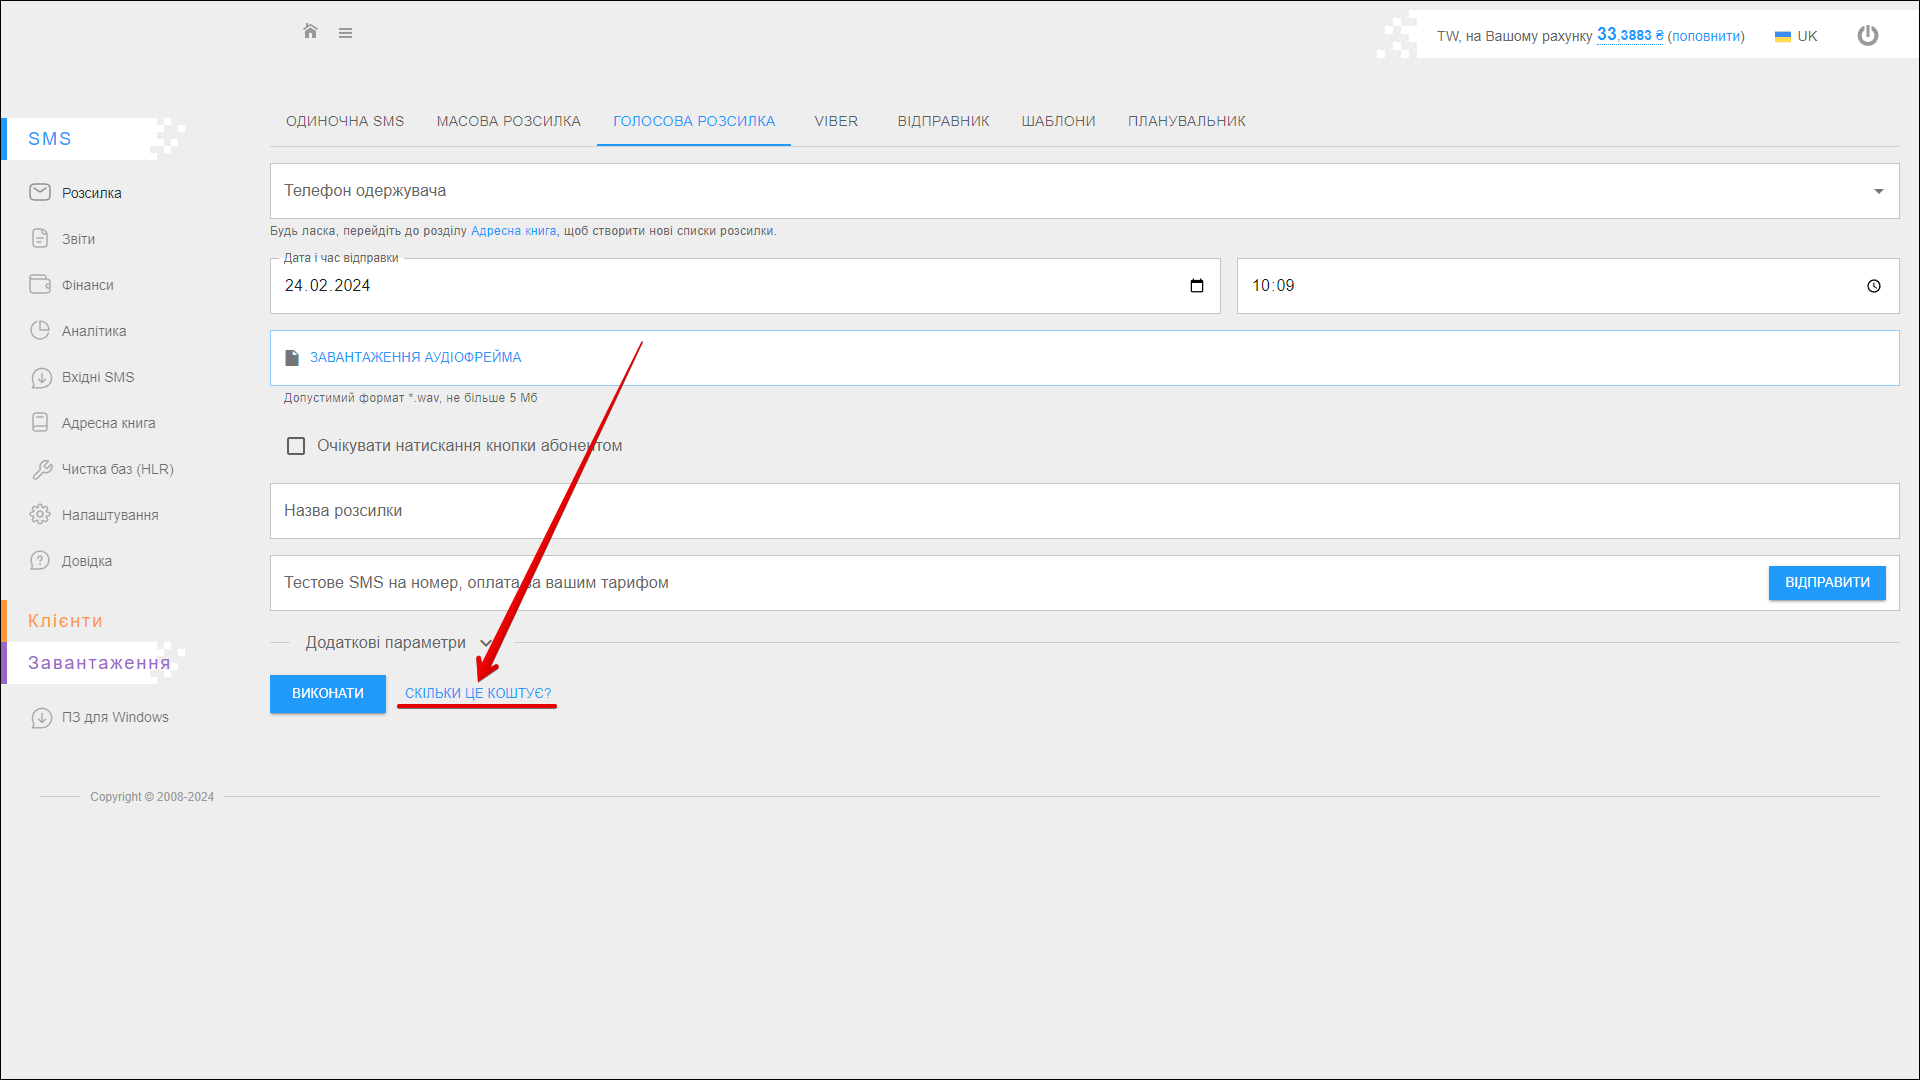 TW, на Вашому рахунку 33,3883 ₴ (поповнити)
UK
SMS
Розсилка
Звіти
Фінанси
Аналітика
Вхідні SMS
Адресна книга
Чистка баз (HLR)
Налаштування
Довідка
Клієнти
Завантаження
ПЗ для Windows
ОДИНОЧНА SMS
МАСОВА РОЗСИЛКА
ГОЛОСОВА РОЗСИЛКА
VIBER
ВІДПРАВНИК
ШАБЛОНИ
ПЛАНУВАЛЬНИК
Телефон одержувача
Будь ласка, перейдіть до розділу Адресна книга, щоб створити нові списки розсилки.
Дата і час відправки
24.02.2024
10:09
ЗАВАНТАЖЕННЯ АУДІОФРЕЙМА
Допустимий формат *.wav, не більше 5 Мб
Очікувати натискання кнопки абонентом
Назва розсилки
Тестове SMS на номер, оплата за вашим тарифом
ВІДПРАВИТИ
Додаткові параметри
ВИКОНАТИ
СКІЛЬКИ ЦЕ КОШТУЄ?
Copyright © 2008-2024